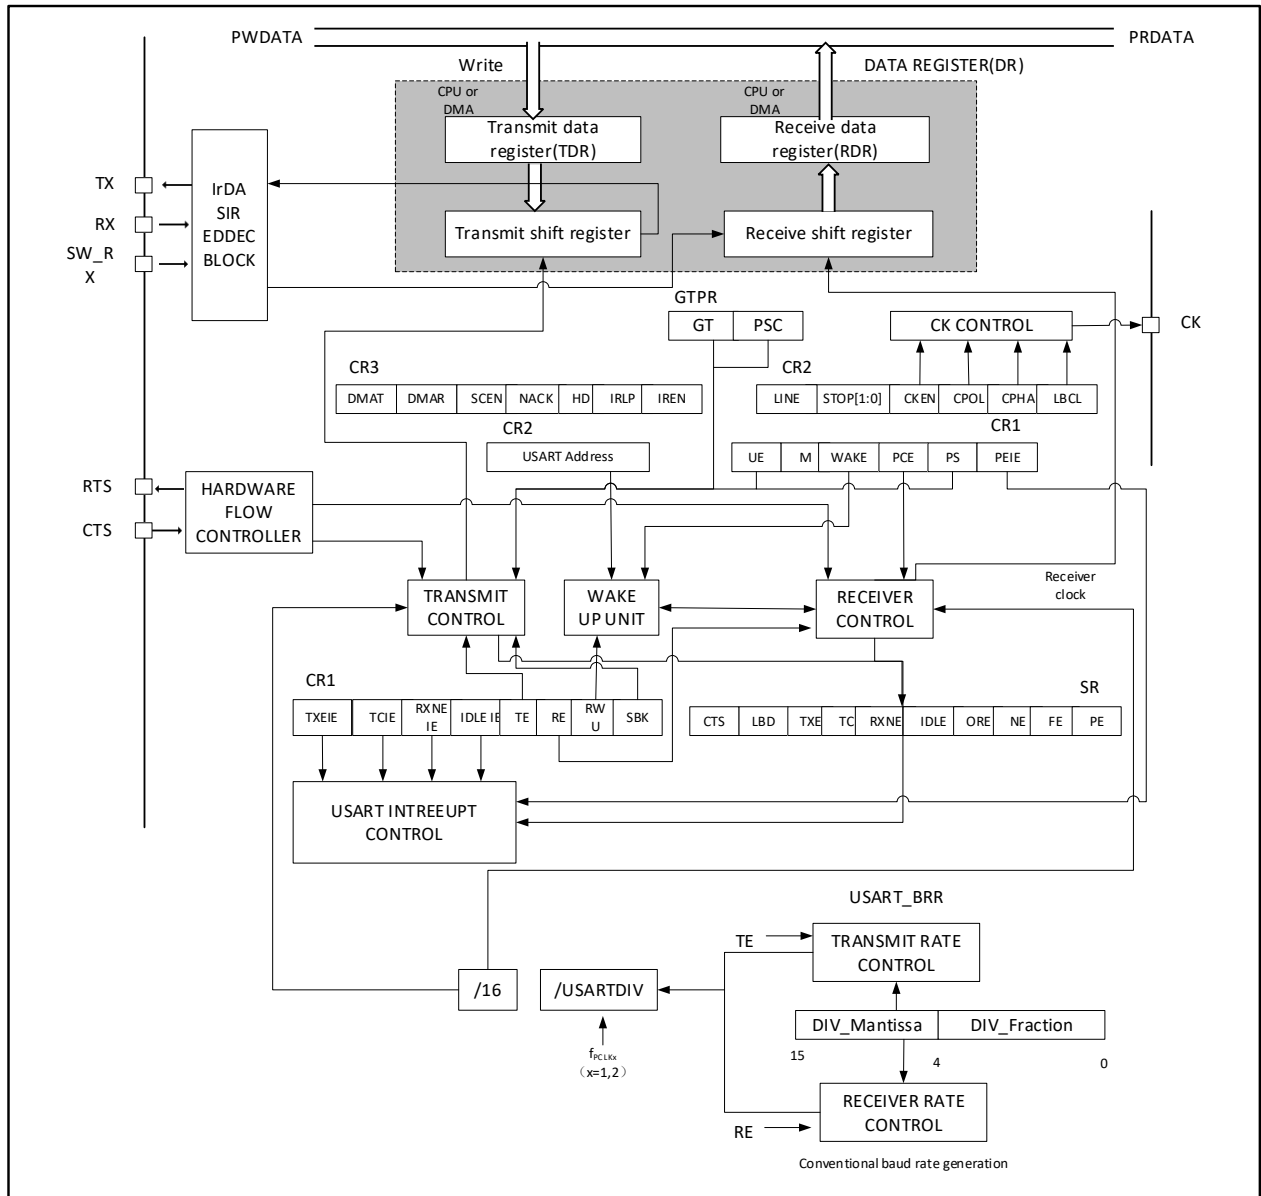 PWDATA
PRDATA
Write
DATA REGISTER(DR)
CPU or
DMA
CPU or
DMA
Transmit data
register(TDR)
Receive data
register(RDR)
TX
RX
SW_R
X
IrDA
SIR
EDDEC
BLOCK
Transmit shift register
Receive shift register
GTPR
GT
PSC
CK CONTROL
CK
CR3
CR2
DMAT
DMAR
SCEN
NACK
HD
IRLP
IREN
LINE
STOP[1:0]
CKEN
CPOL
CPHA
LBCL
CR2
CR1
USART Address
UE
M
WAKE
PCE
PS
PEIE
RTS
CTS
HARDWARE
FLOW
CONTROLLER
TRANSMIT
CONTROL
WAKE
UP UNIT
RECEIVER
CONTROL
Receiver
clock
CR1
SR
TXEIE
TCIE
RXNE
IE
IDLE IE
TE
RE
RW
U
SBK
CTS
LBD
TXE
TC
RXNE
IDLE
ORE
NE
FE
PE
USART INTREEUPT
CONTROL
USART_BRR
TE
TRANSMIT RATE
CONTROL
/16
/USARTDIV
DIV_Mantissa
DIV_Fraction
15
4
0
fPCLKx
（x=1,2）
RECEIVER RATE
CONTROL
RE
Conventional baud rate generation